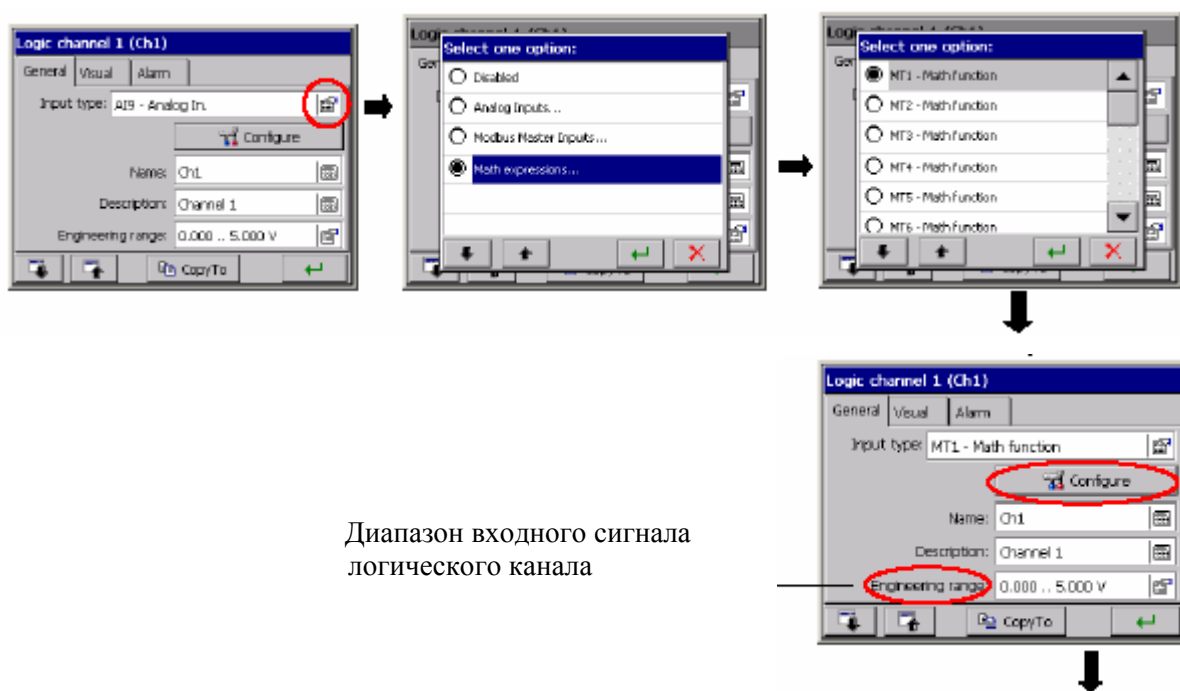 Logic channel 1 (Ch1)
General Visual Alarm
Input type: AI9 - Analog In.
Configure
Name: Ch1
Description: Channel 1
Engineering range: 0.000 .. 5.000 V
CopyTo
Select one option:
Disabled
Analog Inputs...
Modbus Master Inputs...
Math expressions...
Select one option:
MT1 - Math function
MT2 - Math function
MT3 - Math function
MT4 - Math function
MT5 - Math function
MT6 - Math function
Logic channel 1 (Ch1)
General Visual Alarm
Input type: MT1 - Math function
Configure
Name: Ch1
Description: Channel 1
Engineering range: 0.000 .. 5.000 V
CopyTo
Диапазон входного сигнала
логического канала